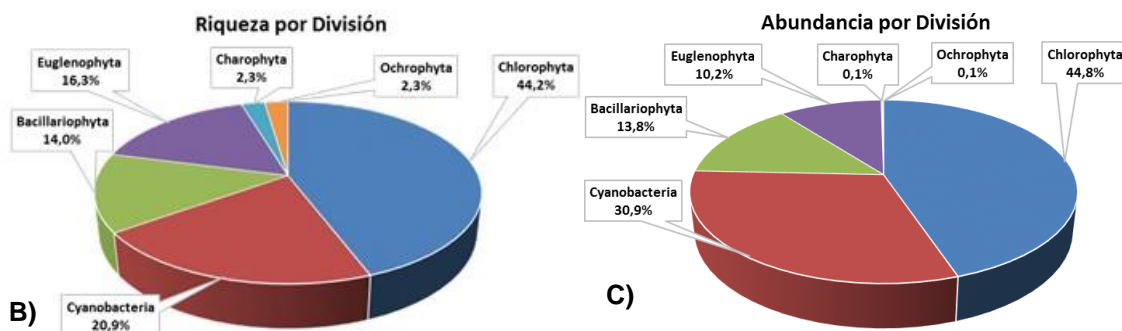 Riqueza por División
Euglenophyta
16,3%
Charophyta
2,3%
Ochrophyta
2,3%
Chlorophyta
44,2%
Bacillariophyta
14,0%
Cyanobacteria
20,9%
B)
Abundancia por División
Euglenophyta
10,2%
Charophyta
0,1%
Ochrophyta
0,1%
Chlorophyta
44,8%
Bacillariophyta
13,8%
Cyanobacteria
30,9%
C)